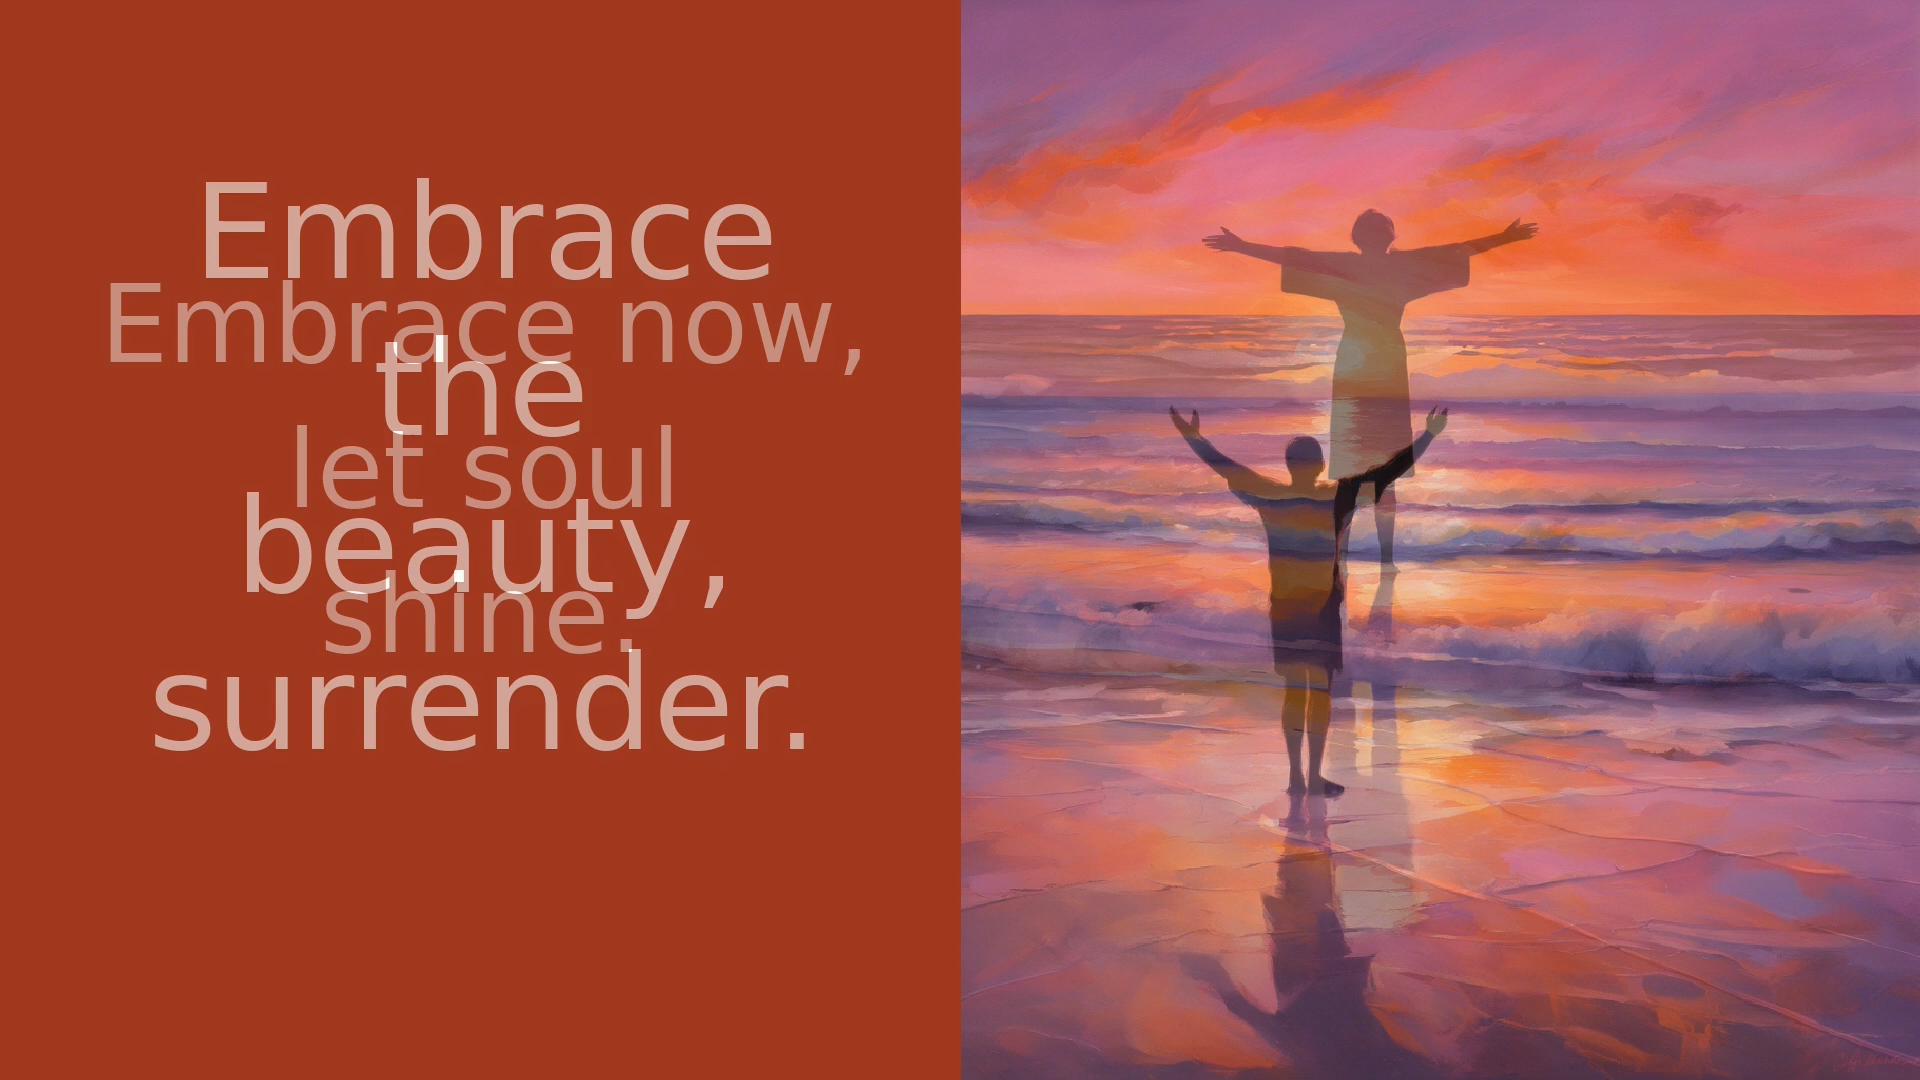 Embrace
the
beauty,
surrender.
Embrace now,
let soul
shine.